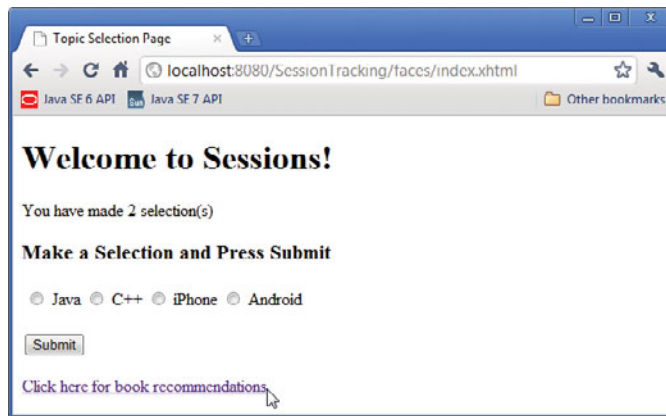 Topic Selection Page
localhost:8080/SessionTracking/faces/index.xhtml
Java SE 6 API Java SE 7 API Other bookmarks
Welcome to Sessions!
You have made 2 selection(s)
Make a Selection and Press Submit
Java C++ iPhone Android
Submit
Click here for book recommendations